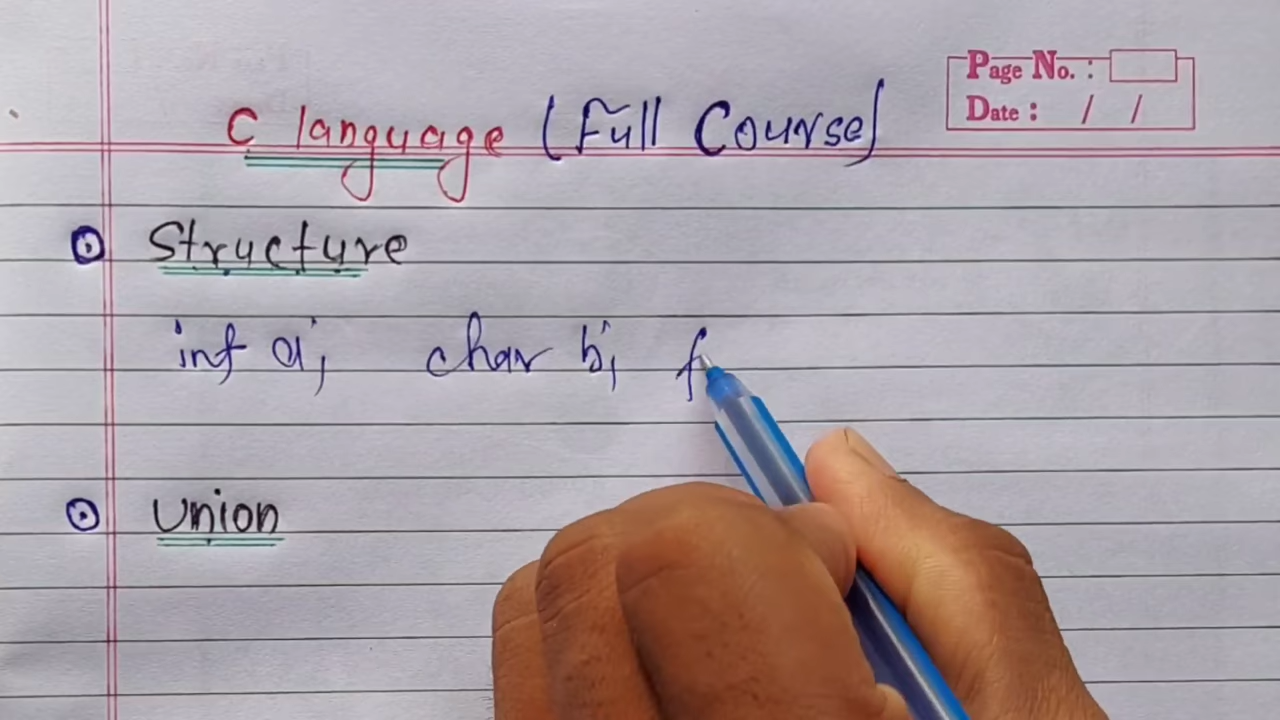 Page No. :
Date : / /
C language (Full Course)
Structure
int a; char b; f
Union